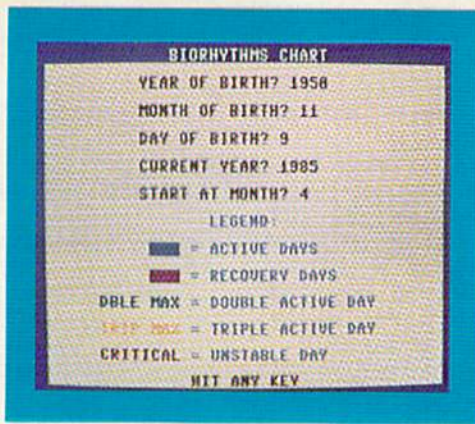 BIORHYTHMS CHART
YEAR OF BIRTH? 1958
MONTH OF BIRTH? 11
DAY OF BIRTH? 9
CURRENT YEAR? 1985
START AT MONTH? 4
LEGEND:
= ACTIVE DAYS
= RECOVERY DAYS
DBLE MAX = DOUBLE ACTIVE DAY
TRIP MAX = TRIPLE ACTIVE DAY
CRITICAL = UNSTABLE DAY
HIT ANY KEY